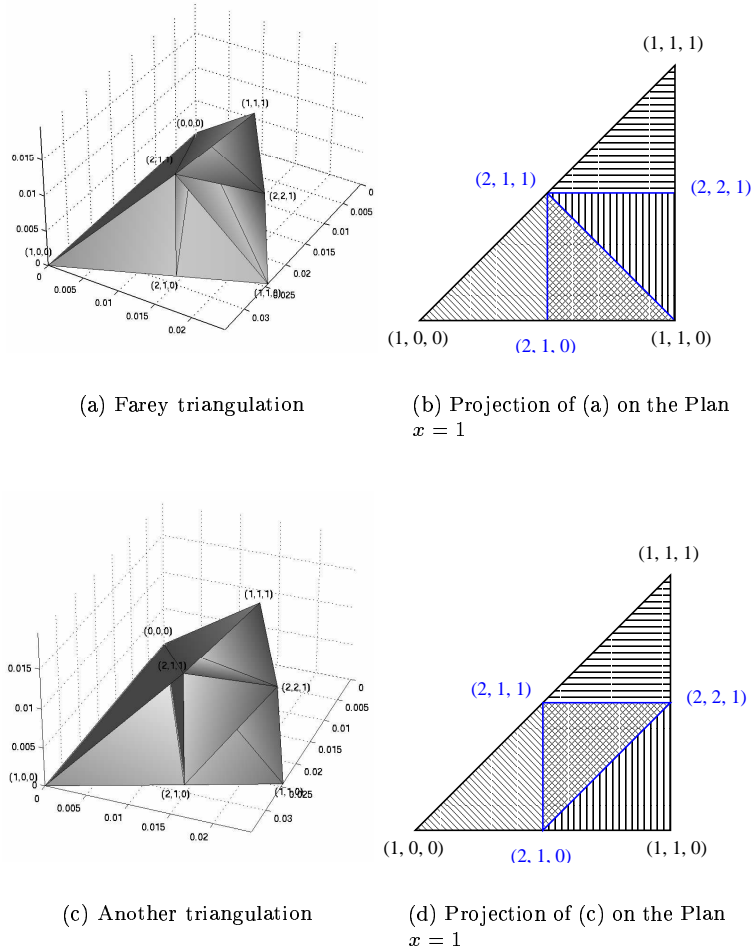 (1,1,1)
(0,0,0)
(2,1,1)
(2,2,1)
(1,0,0)
(2,1,0)
0.015
0.01
0.005
0
0
0.005
0.01
0.015
0.02
0.03
0.02
0.015
0.01
0.005
0
(1, 1, 1)
(2, 1, 1)
(2, 2, 1)
(1, 0, 0)
(2, 1, 0)
(1, 1, 0)
(a) Farey triangulation
(b) Projection of (a) on the Plan
x = 1
(1,1,1)
(0,0,0)
(2,1,1)
(2,2,1)
(1,0,0)
(2,1,0)
0.015
0.01
0.005
0
0
0.005
0.01
0.015
0.02
0.03
0.02
0.015
0.01
0.005
0
(1, 1, 1)
(2, 1, 1)
(2, 2, 1)
(1, 0, 0)
(2, 1, 0)
(1, 1, 0)
(c) Another triangulation
(d) Projection of (c) on the Plan
x = 1